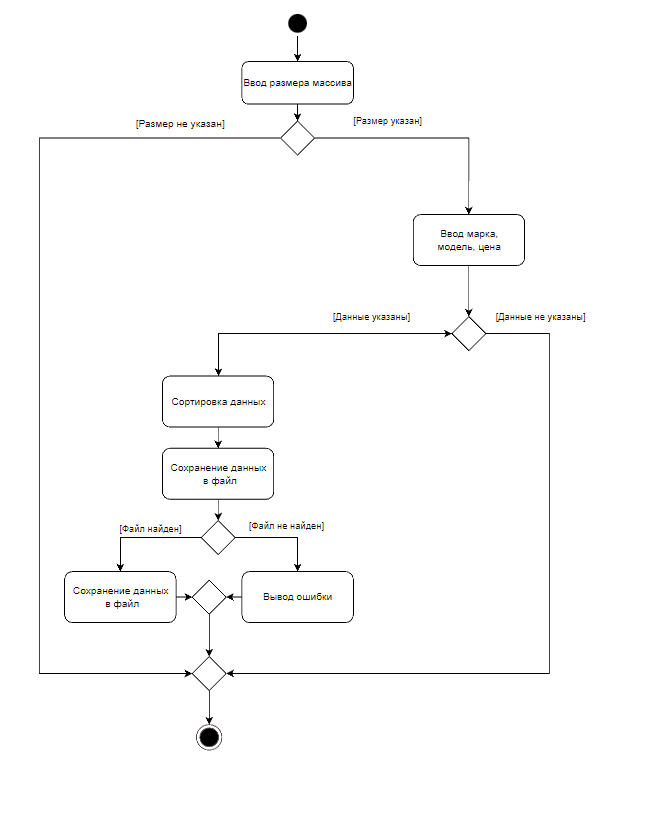 Ввод размера массива
[Размер не указан]
[Размер указан]
Ввод марка,
модель, цена
[Данные указаны]
[Данные не указаны]
Сортировка данных
Сохранение данных
в файл
[Файл найден]
[Файл не найден]
Сохранение данных
в файл
Вывод ошибки